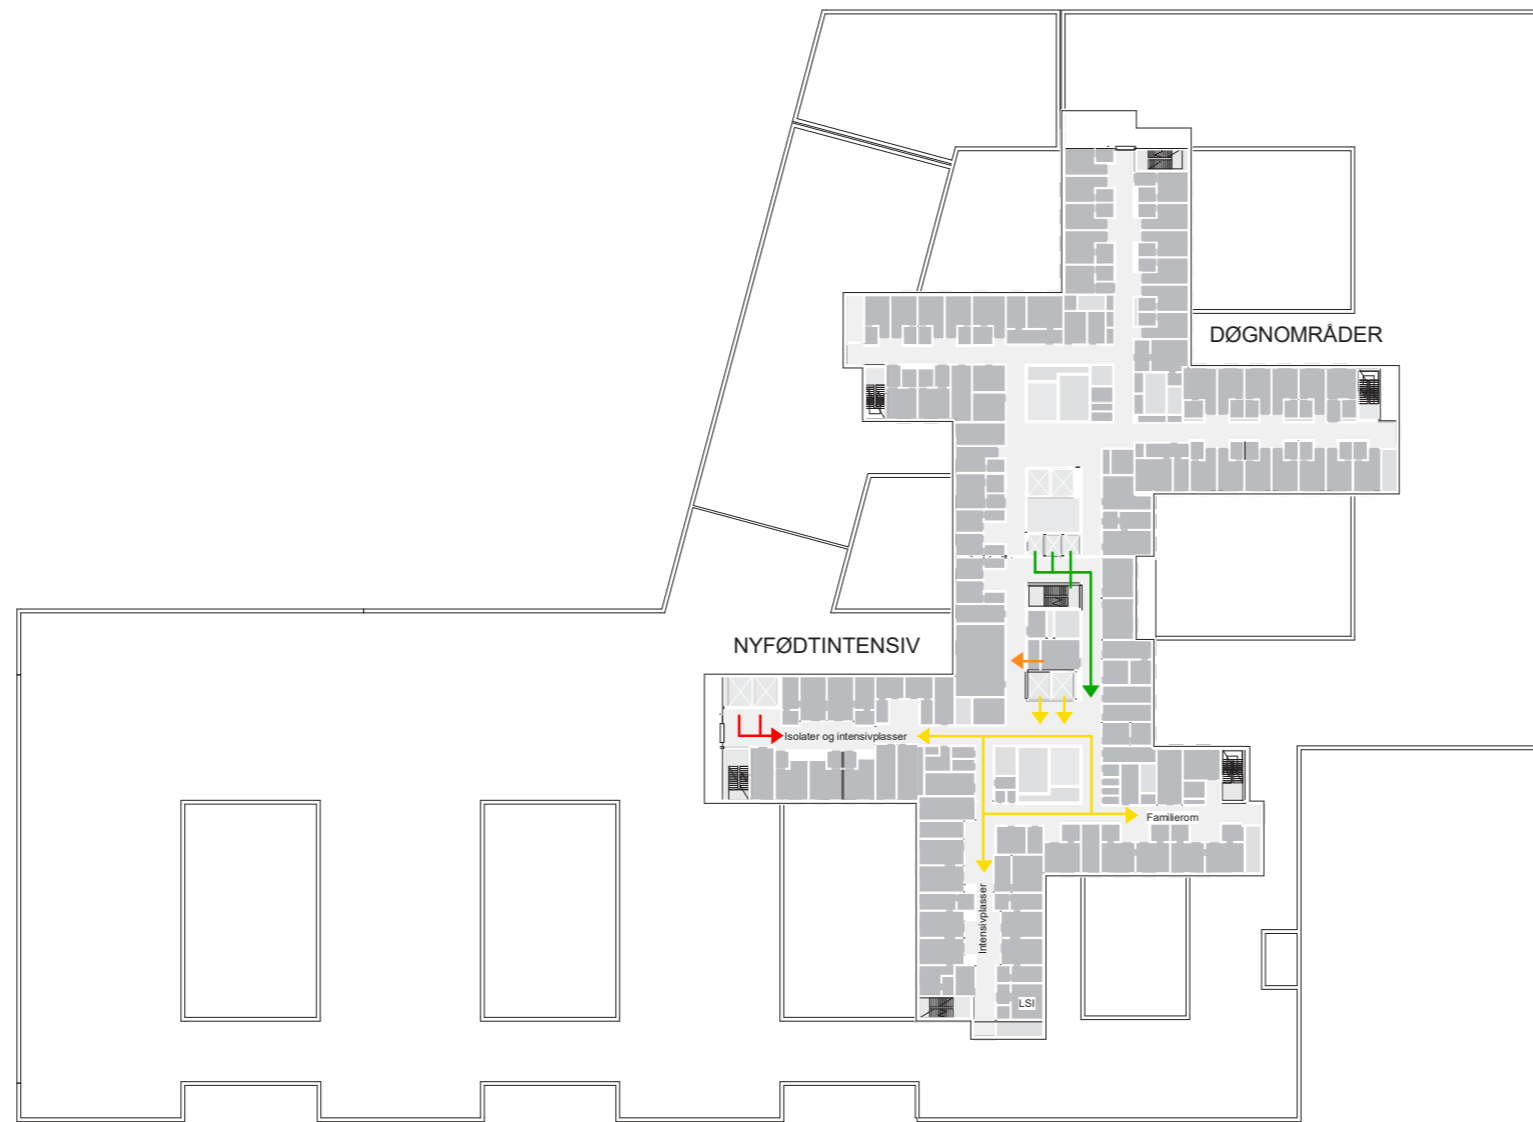 DØGNOMRÅDER
NYFØDTINTENSIV
Isolater og intensivplasser
Familierom
Intensivplasser
LSI